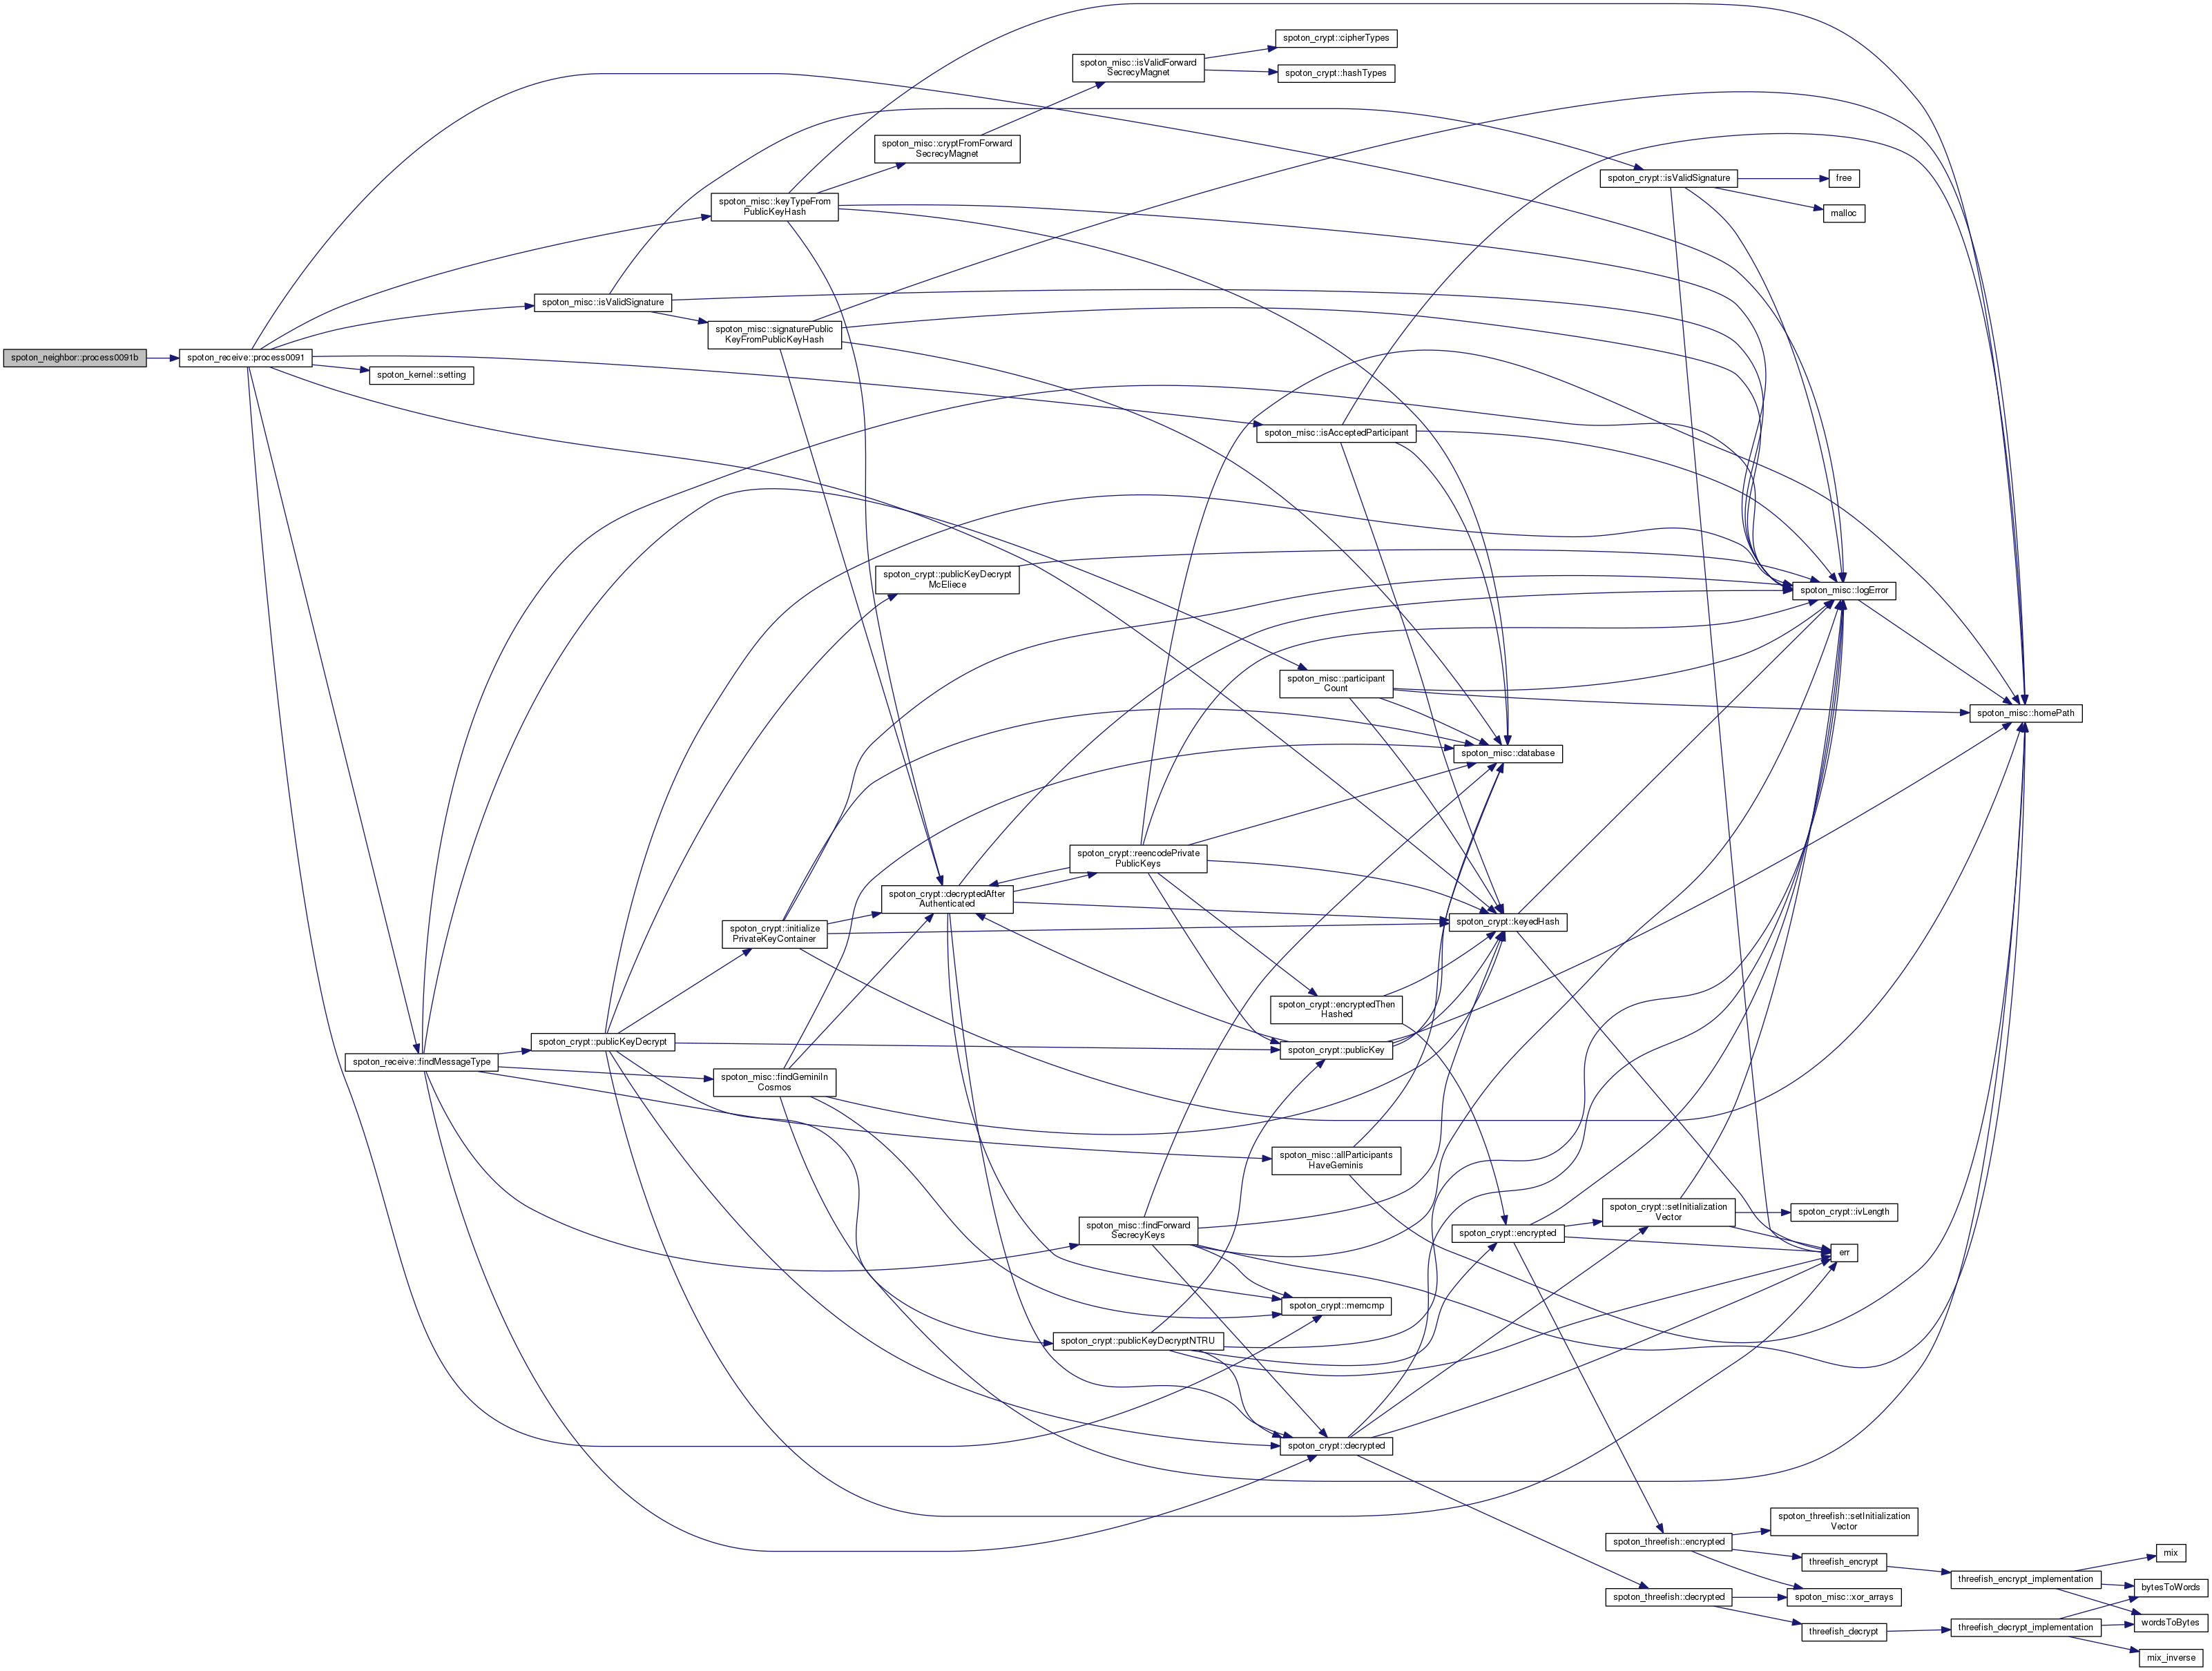 spoton_neighbor::process0091b
spoton_receive::process0091
spoton_kernel::setting
spoton_receive::findMessageType
spoton_misc::isValidSignature
spoton_crypt::publicKeyDecrypt
spoton_misc::keyTypeFrom
PublicKeyHash
spoton_misc::signaturePublic
KeyFromPublicKeyHash
spoton_crypt::initialize
PrivateKeyContainer
spoton_misc::findGeminiIn
Cosmos
spoton_misc::cryptFromForward
SecrecyMagnet
spoton_crypt::publicKeyDecrypt
McEliece
spoton_crypt::decryptedAfter
Authenticated
spoton_misc::isValidForward
SecrecyMagnet
spoton_crypt::reencodePrivate
PublicKeys
spoton_misc::findForward
SecrecyKeys
spoton_crypt::publicKeyDecryptNTRU
spoton_crypt::cipherTypes
spoton_crypt::hashTypes
spoton_misc::isAcceptedParticipant
spoton_misc::participant
Count
spoton_crypt::encryptedThen
Hashed
spoton_crypt::publicKey
spoton_misc::allParticipants
HaveGeminis
spoton_crypt::memcmp
spoton_crypt::decrypted
spoton_misc::database
spoton_crypt::keyedHash
spoton_crypt::encrypted
spoton_crypt::isValidSignature
spoton_crypt::setInitialization
Vector
spoton_threefish::encrypted
spoton_threefish::decrypted
free
malloc
spoton_misc::logError
spoton_crypt::ivLength
err
spoton_threefish::setInitialization
Vector
threefish_encrypt
spoton_misc::xor_arrays
threefish_decrypt
spoton_misc::homePath
threefish_encrypt_implementation
threefish_decrypt_implementation
mix
bytesToWords
wordsToBytes
mix_inverse